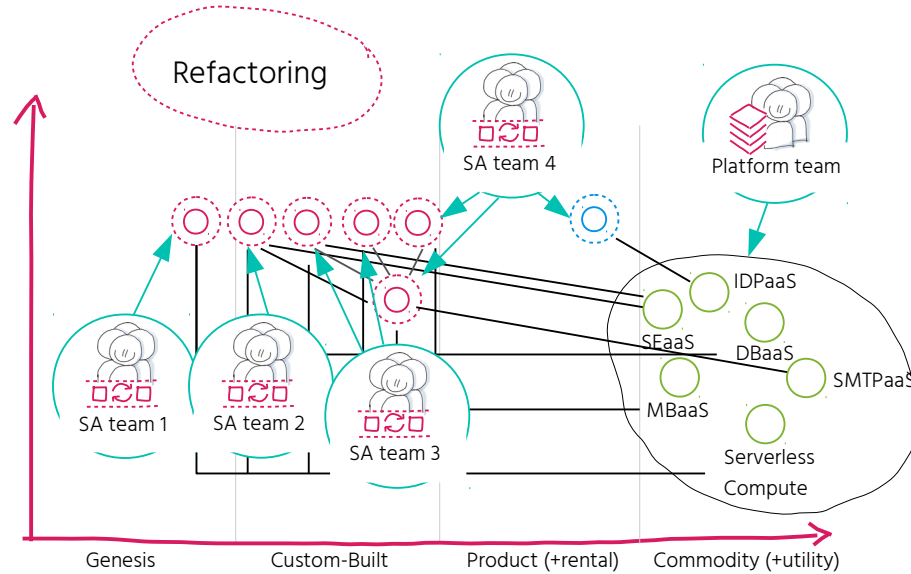 Refactoring
SA team 4
Platform team
IDPaaS
SEaaS
DBaaS
SMTPaaS
MBaaS
SA team 1
SA team 2
SA team 3
Serverless
Compute
Genesis
Custom-Built
Product (+rental)
Commodity (+utility)